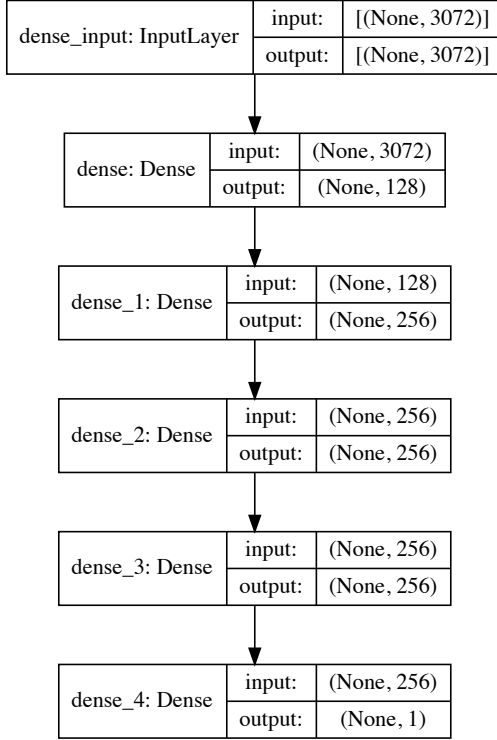 dense_input: InputLayer
input: [(None, 3072)]
output: [(None, 3072)]
dense: Dense
input: (None, 3072)
output: (None, 128)
dense_1: Dense
input: (None, 128)
output: (None, 256)
dense_2: Dense
input: (None, 256)
output: (None, 256)
dense_3: Dense
input: (None, 256)
output: (None, 256)
dense_4: Dense
input: (None, 256)
output: (None, 1)